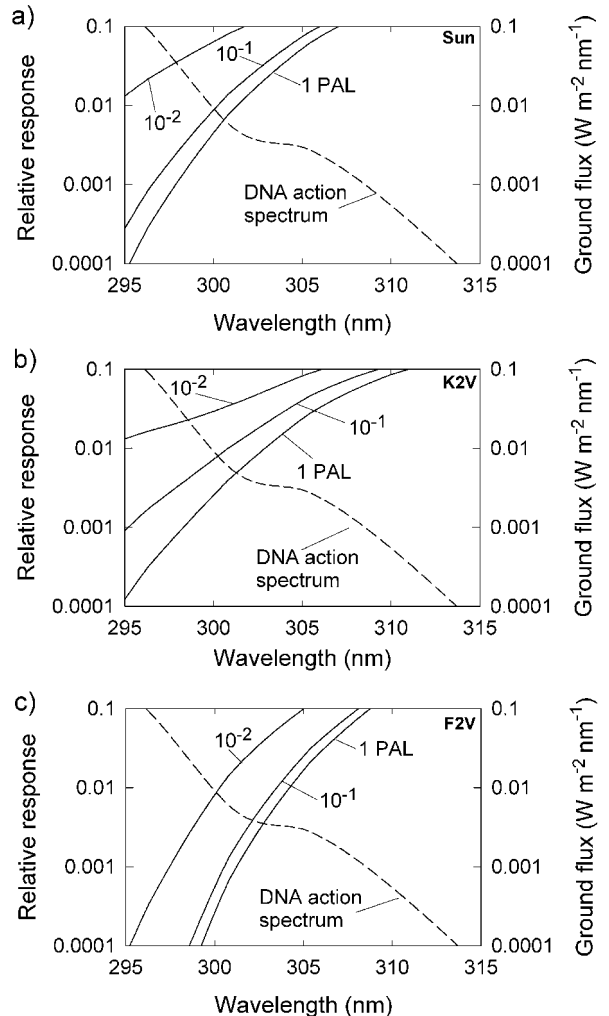 a)
Sun
0.1
0.01
0.001
0.0001
Relative response
10⁻²
10⁻¹
1 PAL
DNA action
spectrum
0.1
0.01
0.001
0.0001
Ground flux (W m⁻² nm⁻¹)
295 300 305 310 315
Wavelength (nm)
b)
K2V
0.1
0.01
0.001
0.0001
Relative response
10⁻²
10⁻¹
1 PAL
DNA action
spectrum
0.1
0.01
0.001
0.0001
Ground flux (W m⁻² nm⁻¹)
295 300 305 310 315
Wavelength (nm)
c)
F2V
0.1
0.01
0.001
0.0001
Relative response
10⁻²
1 PAL
10⁻¹
DNA action
spectrum
0.1
0.01
0.001
0.0001
Ground flux (W m⁻² nm⁻¹)
295 300 305 310 315
Wavelength (nm)